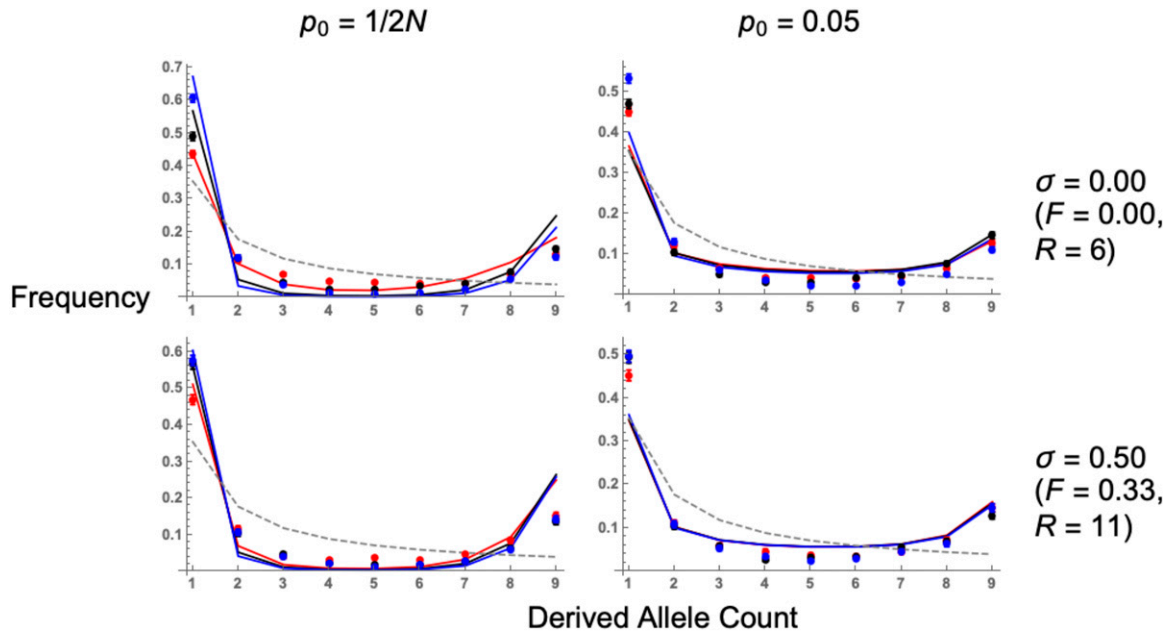 p₀ = 1/2N
p₀ = 0.05
0.7
0.6
0.5
0.4
0.3
0.2
0.1
1 2 3 4 5 6 7 8 9
0.5
0.4
0.3
0.2
0.1
1 2 3 4 5 6 7 8 9
σ = 0.00
(F = 0.00,
R = 6)
Frequency
0.6
0.5
0.4
0.3
0.2
0.1
1 2 3 4 5 6 7 8 9
0.5
0.4
0.3
0.2
0.1
1 2 3 4 5 6 7 8 9
σ = 0.50
(F = 0.33,
R = 11)
Derived Allele Count